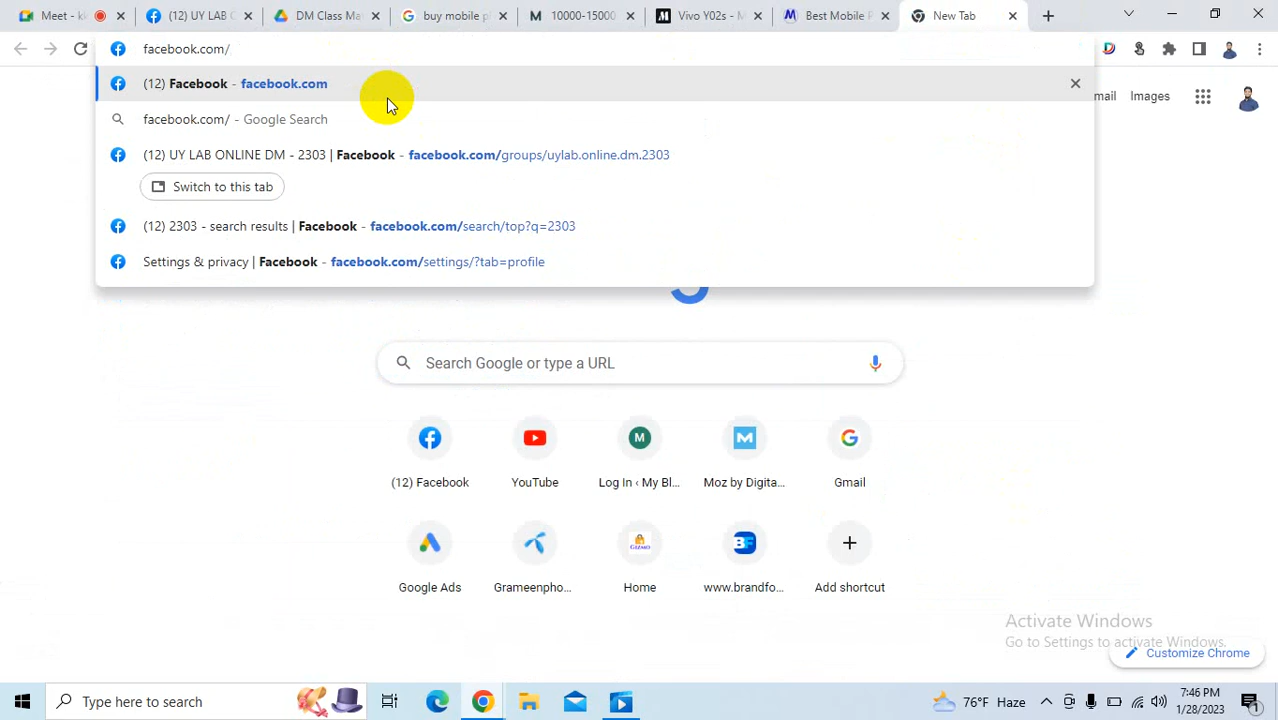 Meet - k
(12) UY LAB
DM Class Ma
buy mobile p
10000-1500
Vivo Y02s - M
Best Mobile P
New Tab
facebook.com/
(12) Facebook - facebook.com
mail Images
facebook.com/ - Google Search
(12) UY LAB ONLINE DM - 2303 | Facebook - facebook.com/groups/uylab.online.dm.2303
Switch to this tab
(12) 2303 - search results | Facebook - facebook.com/search/top?q=2303
Settings & privacy | Facebook - facebook.com/settings/?tab=profile
Search Google or type a URL
(12) Facebook
YouTube
Log In ‹ My Bl...
Moz by Digita...
Gmail
Google Ads
Grameenpho...
Home
www.brandfo...
Add shortcut
Activate Windows
Go to Settings to activate Windows.
Customize Chrome
Type here to search
76°F Haze
7:46 PM
1/28/2023